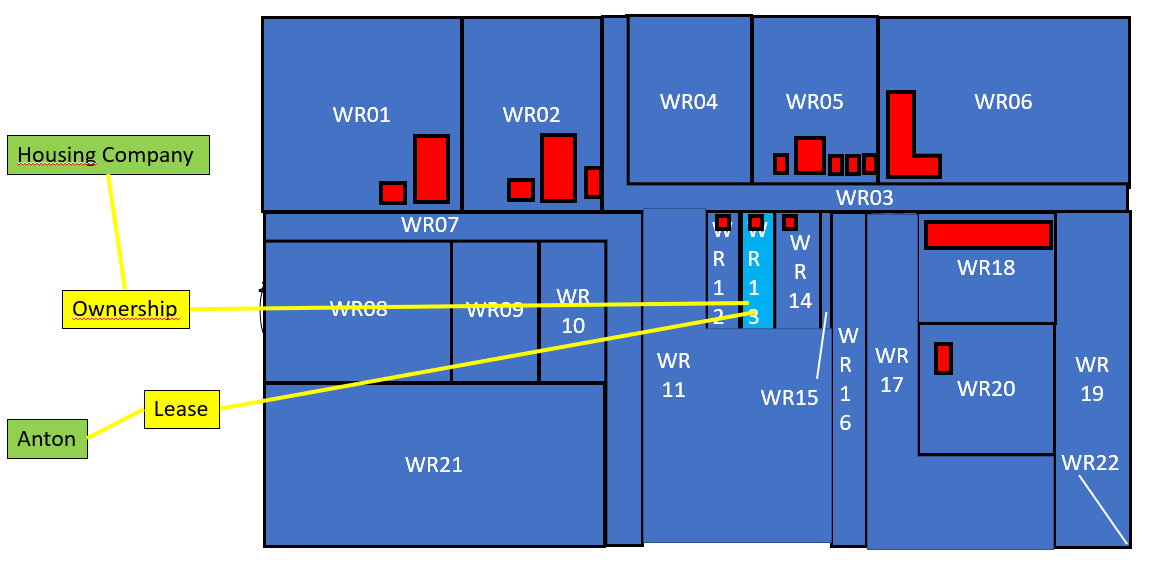 WR01
WR02
WR04
WR05
WR06
Housing Company
WR03
WR07
W
R
1
2
W
R
1
3
W
R
14
WR18
Ownership
WR08
WR09
WR
10
WR
11
WR15
W
R
1
6
WR
17
WR20
WR
19
Lease
Anton
WR21
WR22